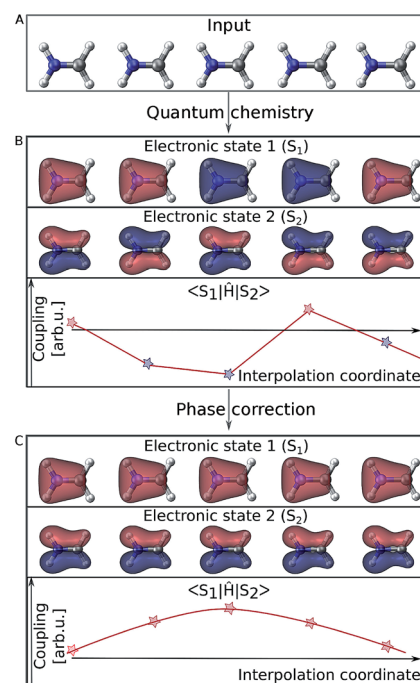 A
Input
Quantum chemistry
B
Electronic state 1 (S₁)
Electronic state 2 (S₂)
<S₁|Ĥ|S₂>
Coupling
[arb.u.]
Interpolation coordinate
Phase correction
C
Electronic state 1 (S₁)
Electronic state 2 (S₂)
<S₁|Ĥ|S₂>
Coupling
[arb.u.]
Interpolation coordinate